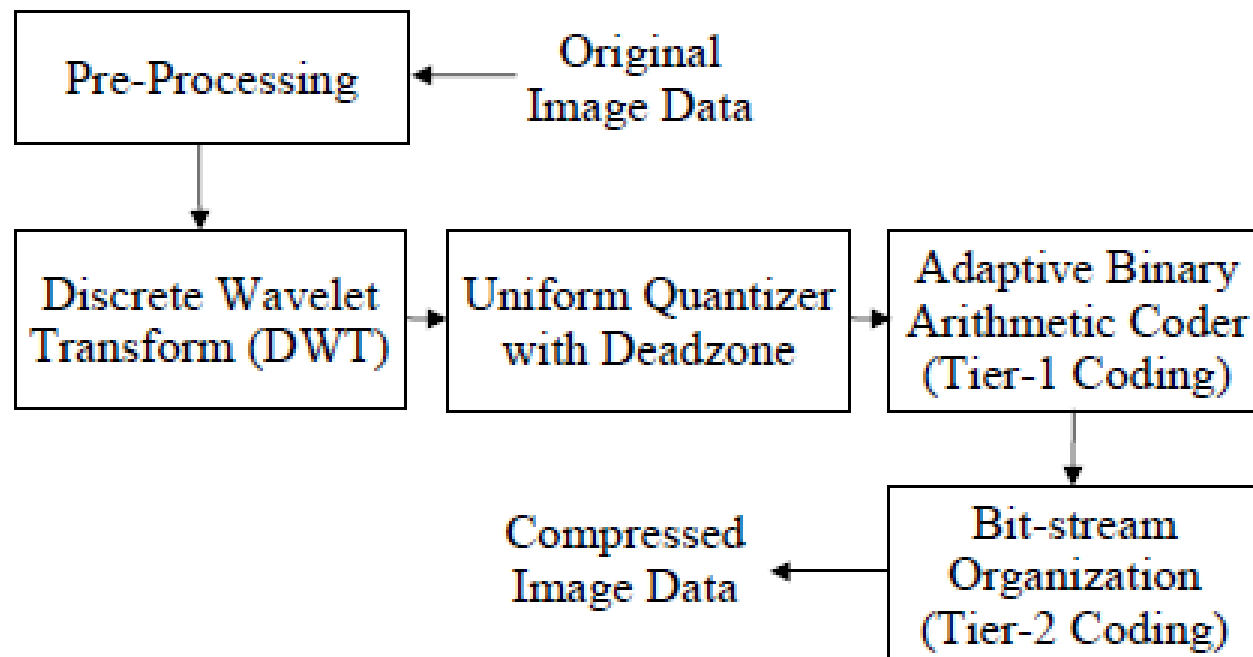 Pre-Processing
Original
Image Data
Discrete Wavelet
Transform (DWT)
Uniform Quantizer
with Deadzone
Adaptive Binary
Arithmetic Coder
(Tier-1 Coding)
Bit-stream
Organization
(Tier-2 Coding)
Compressed
Image Data